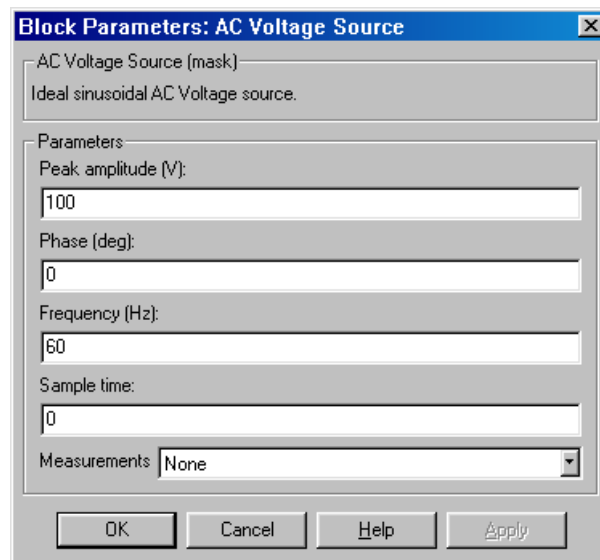 Block Parameters: AC Voltage Source
AC Voltage Source (mask)
Ideal sinusoidal AC Voltage source.
Parameters
Peak amplitude (V):
100
Phase (deg):
0
Frequency (Hz):
60
Sample time:
0
Measurements None
OK Cancel Help Apply